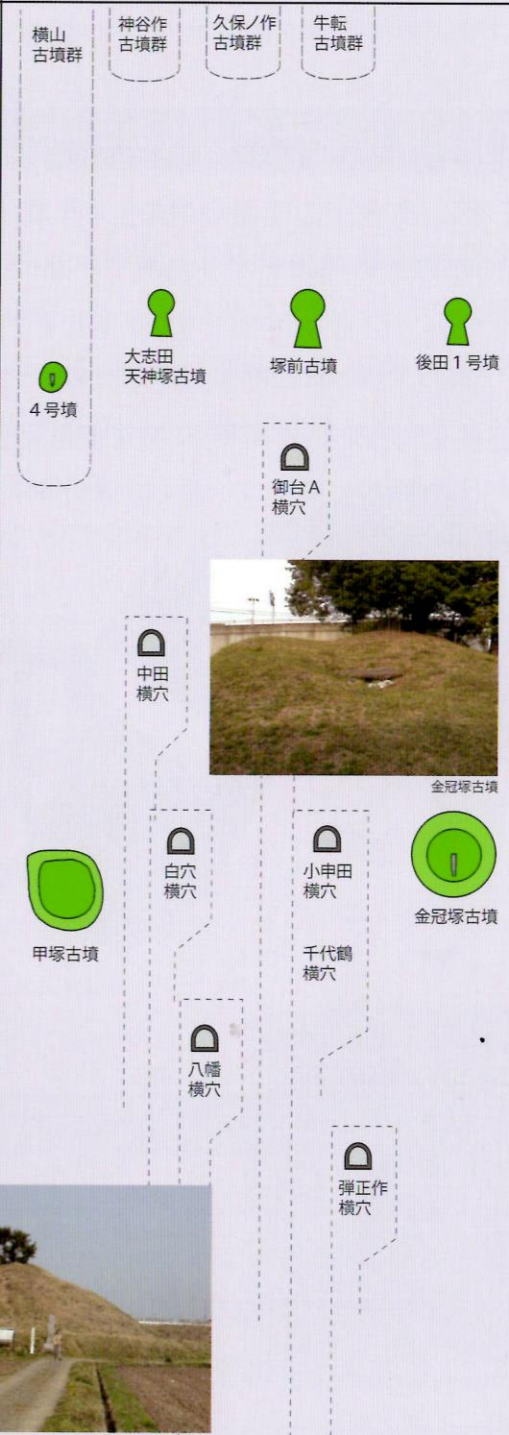 横山
古墳群
神谷作
古墳群
久保ノ作
古墳群
牛転
古墳群
大志田
天神塚古墳
塚前古墳
後田1号墳
4号墳
御台A
横穴
中田
横穴
金冠塚古墳
白穴
横穴
小申田
横穴
金冠塚古墳
甲塚古墳
千代鶴
横穴
八幡
横穴
弾正作
横穴